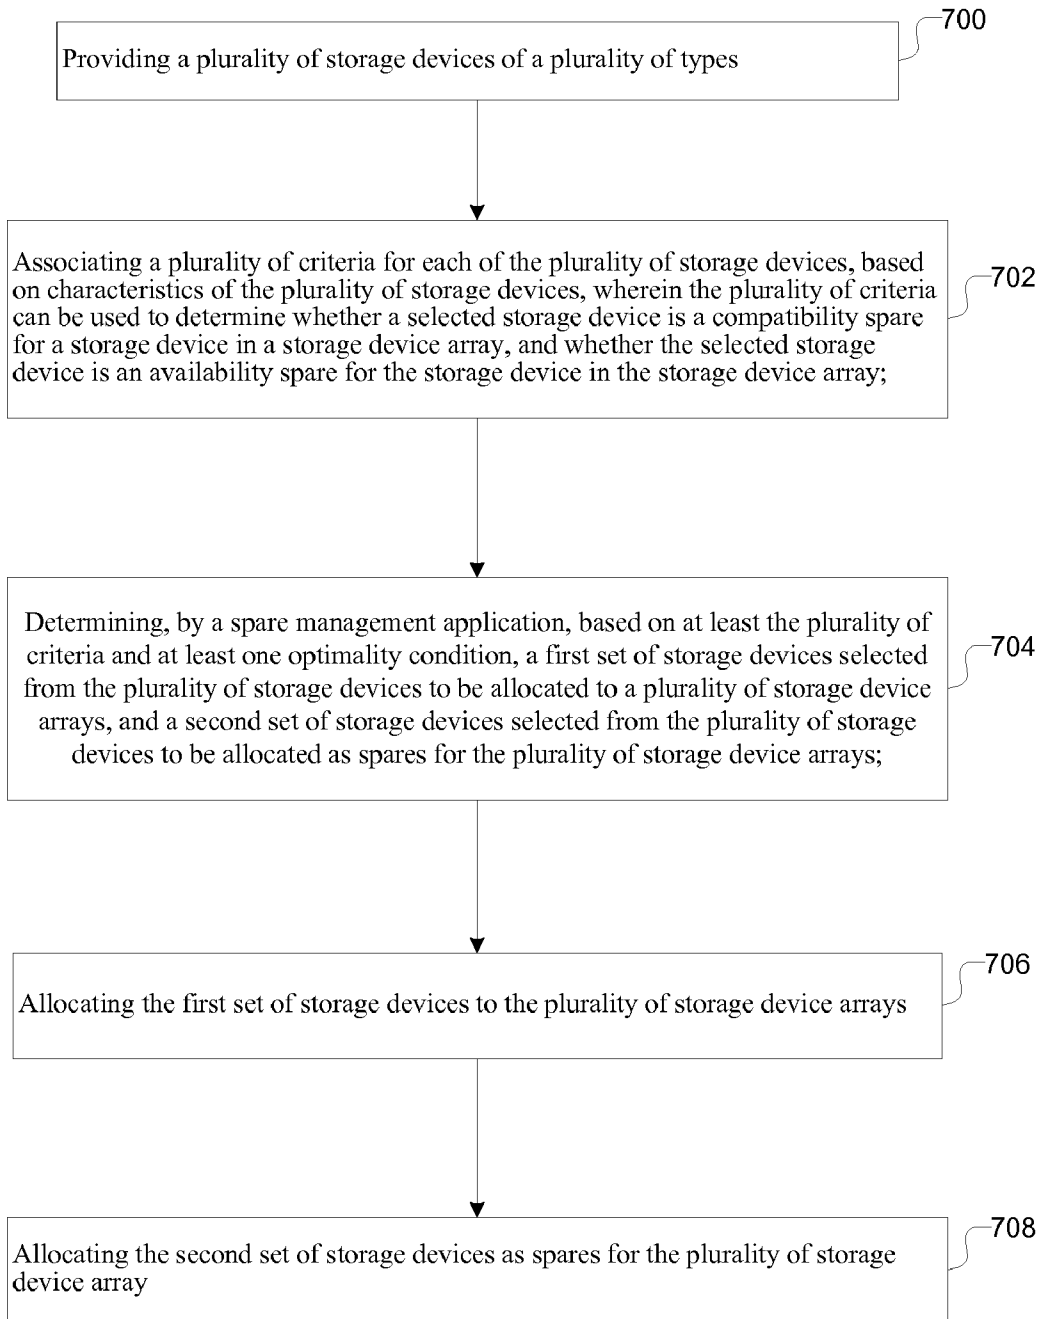 700
Providing a plurality of storage devices of a plurality of types
702
Associating a plurality of criteria for each of the plurality of storage devices, based
on characteristics of the plurality of storage devices, wherein the plurality of criteria
can be used to determine whether a selected storage device is a compatibility spare
for a storage device in a storage device array, and whether the selected storage
device is an availability spare for the storage device in the storage device array;
704
Determining, by a spare management application, based on at least the plurality of
criteria and at least one optimality condition, a first set of storage devices selected
from the plurality of storage devices to be allocated to a plurality of storage device
arrays, and a second set of storage devices selected from the plurality of storage
devices to be allocated as spares for the plurality of storage device arrays;
706
Allocating the first set of storage devices to the plurality of storage device arrays
708
Allocating the second set of storage devices as spares for the plurality of storage
device array